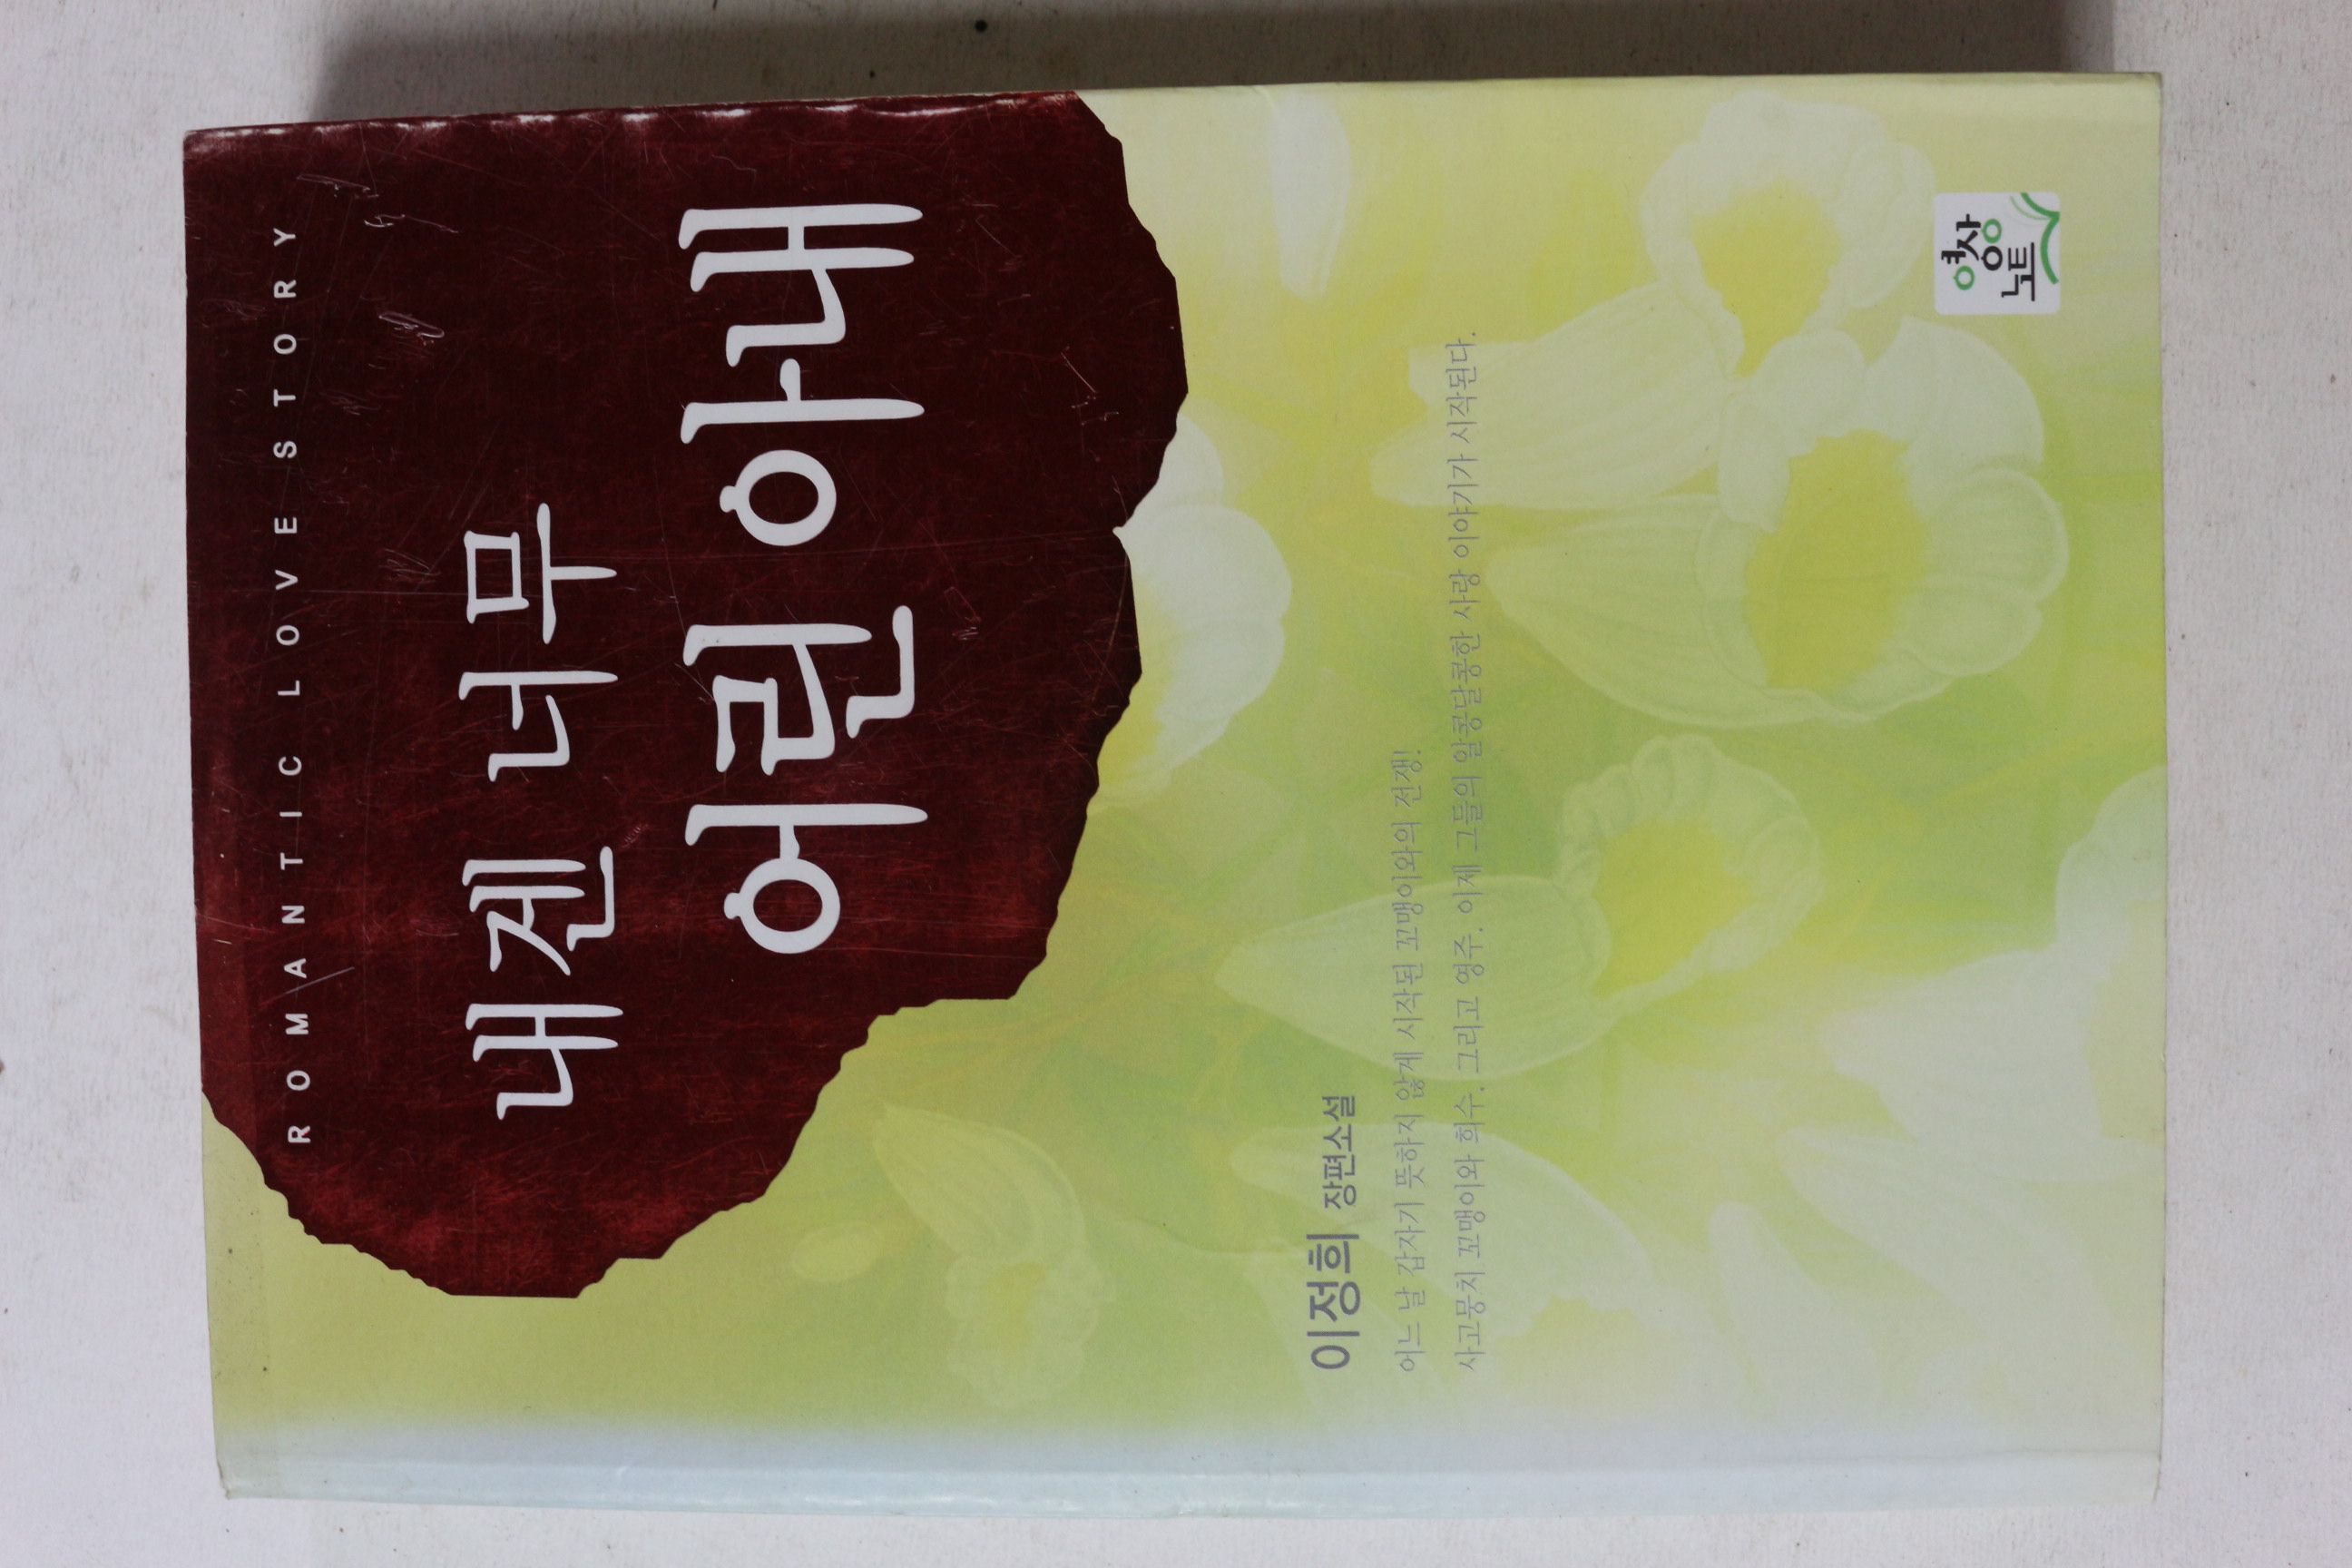 ROMANTIC LOVE STORY
내겐 너무
어린 아내
이정희 장편소설
어느 날 갑자기 뜻하지 않게 시작된 꼬맹이와의 전쟁!
사고뭉치 꼬맹이와 희수. 그리고 영주. 이제 그들의 알콩달콩한 사랑 이야기가 시작된다.
영상
노트